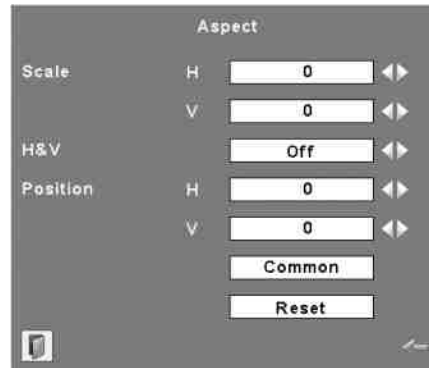 Aspect
Scale H 0
V 0
H&V Off
Position H 0
V 0
Common
Reset